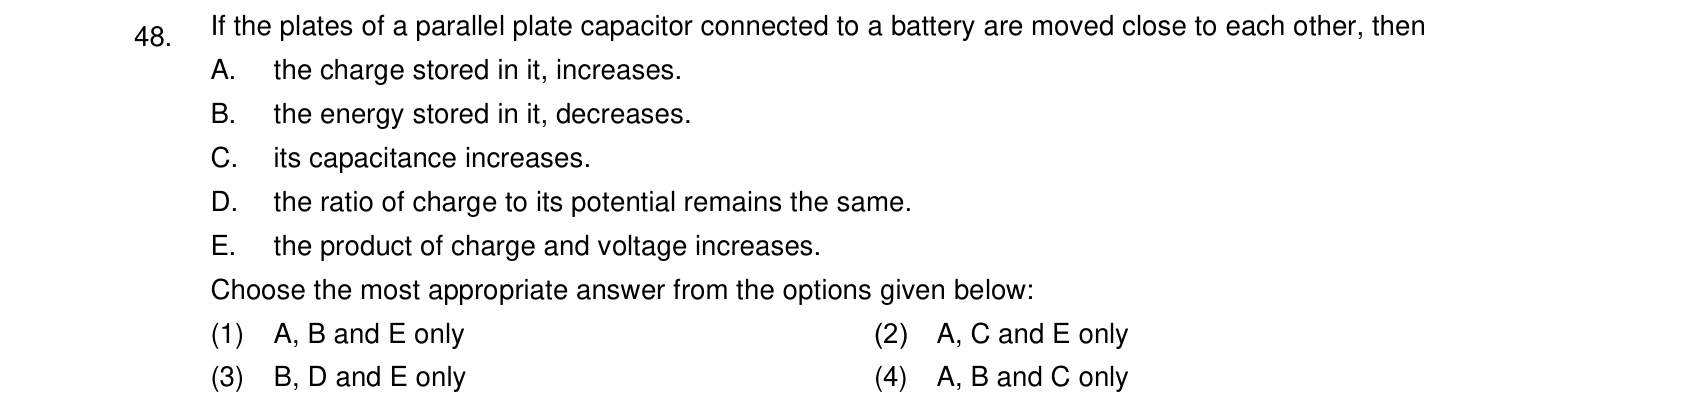 48. If the plates of a parallel plate capacitor connected to a battery are moved close to each other, then
A. the charge stored in it, increases.
B. the energy stored in it, decreases.
C. its capacitance increases.
D. the ratio of charge to its potential remains the same.
E. the product of charge and voltage increases.
Choose the most appropriate answer from the options given below:
(1) A, B and E only (2) A, C and E only
(3) B, D and E only (4) A, B and C only